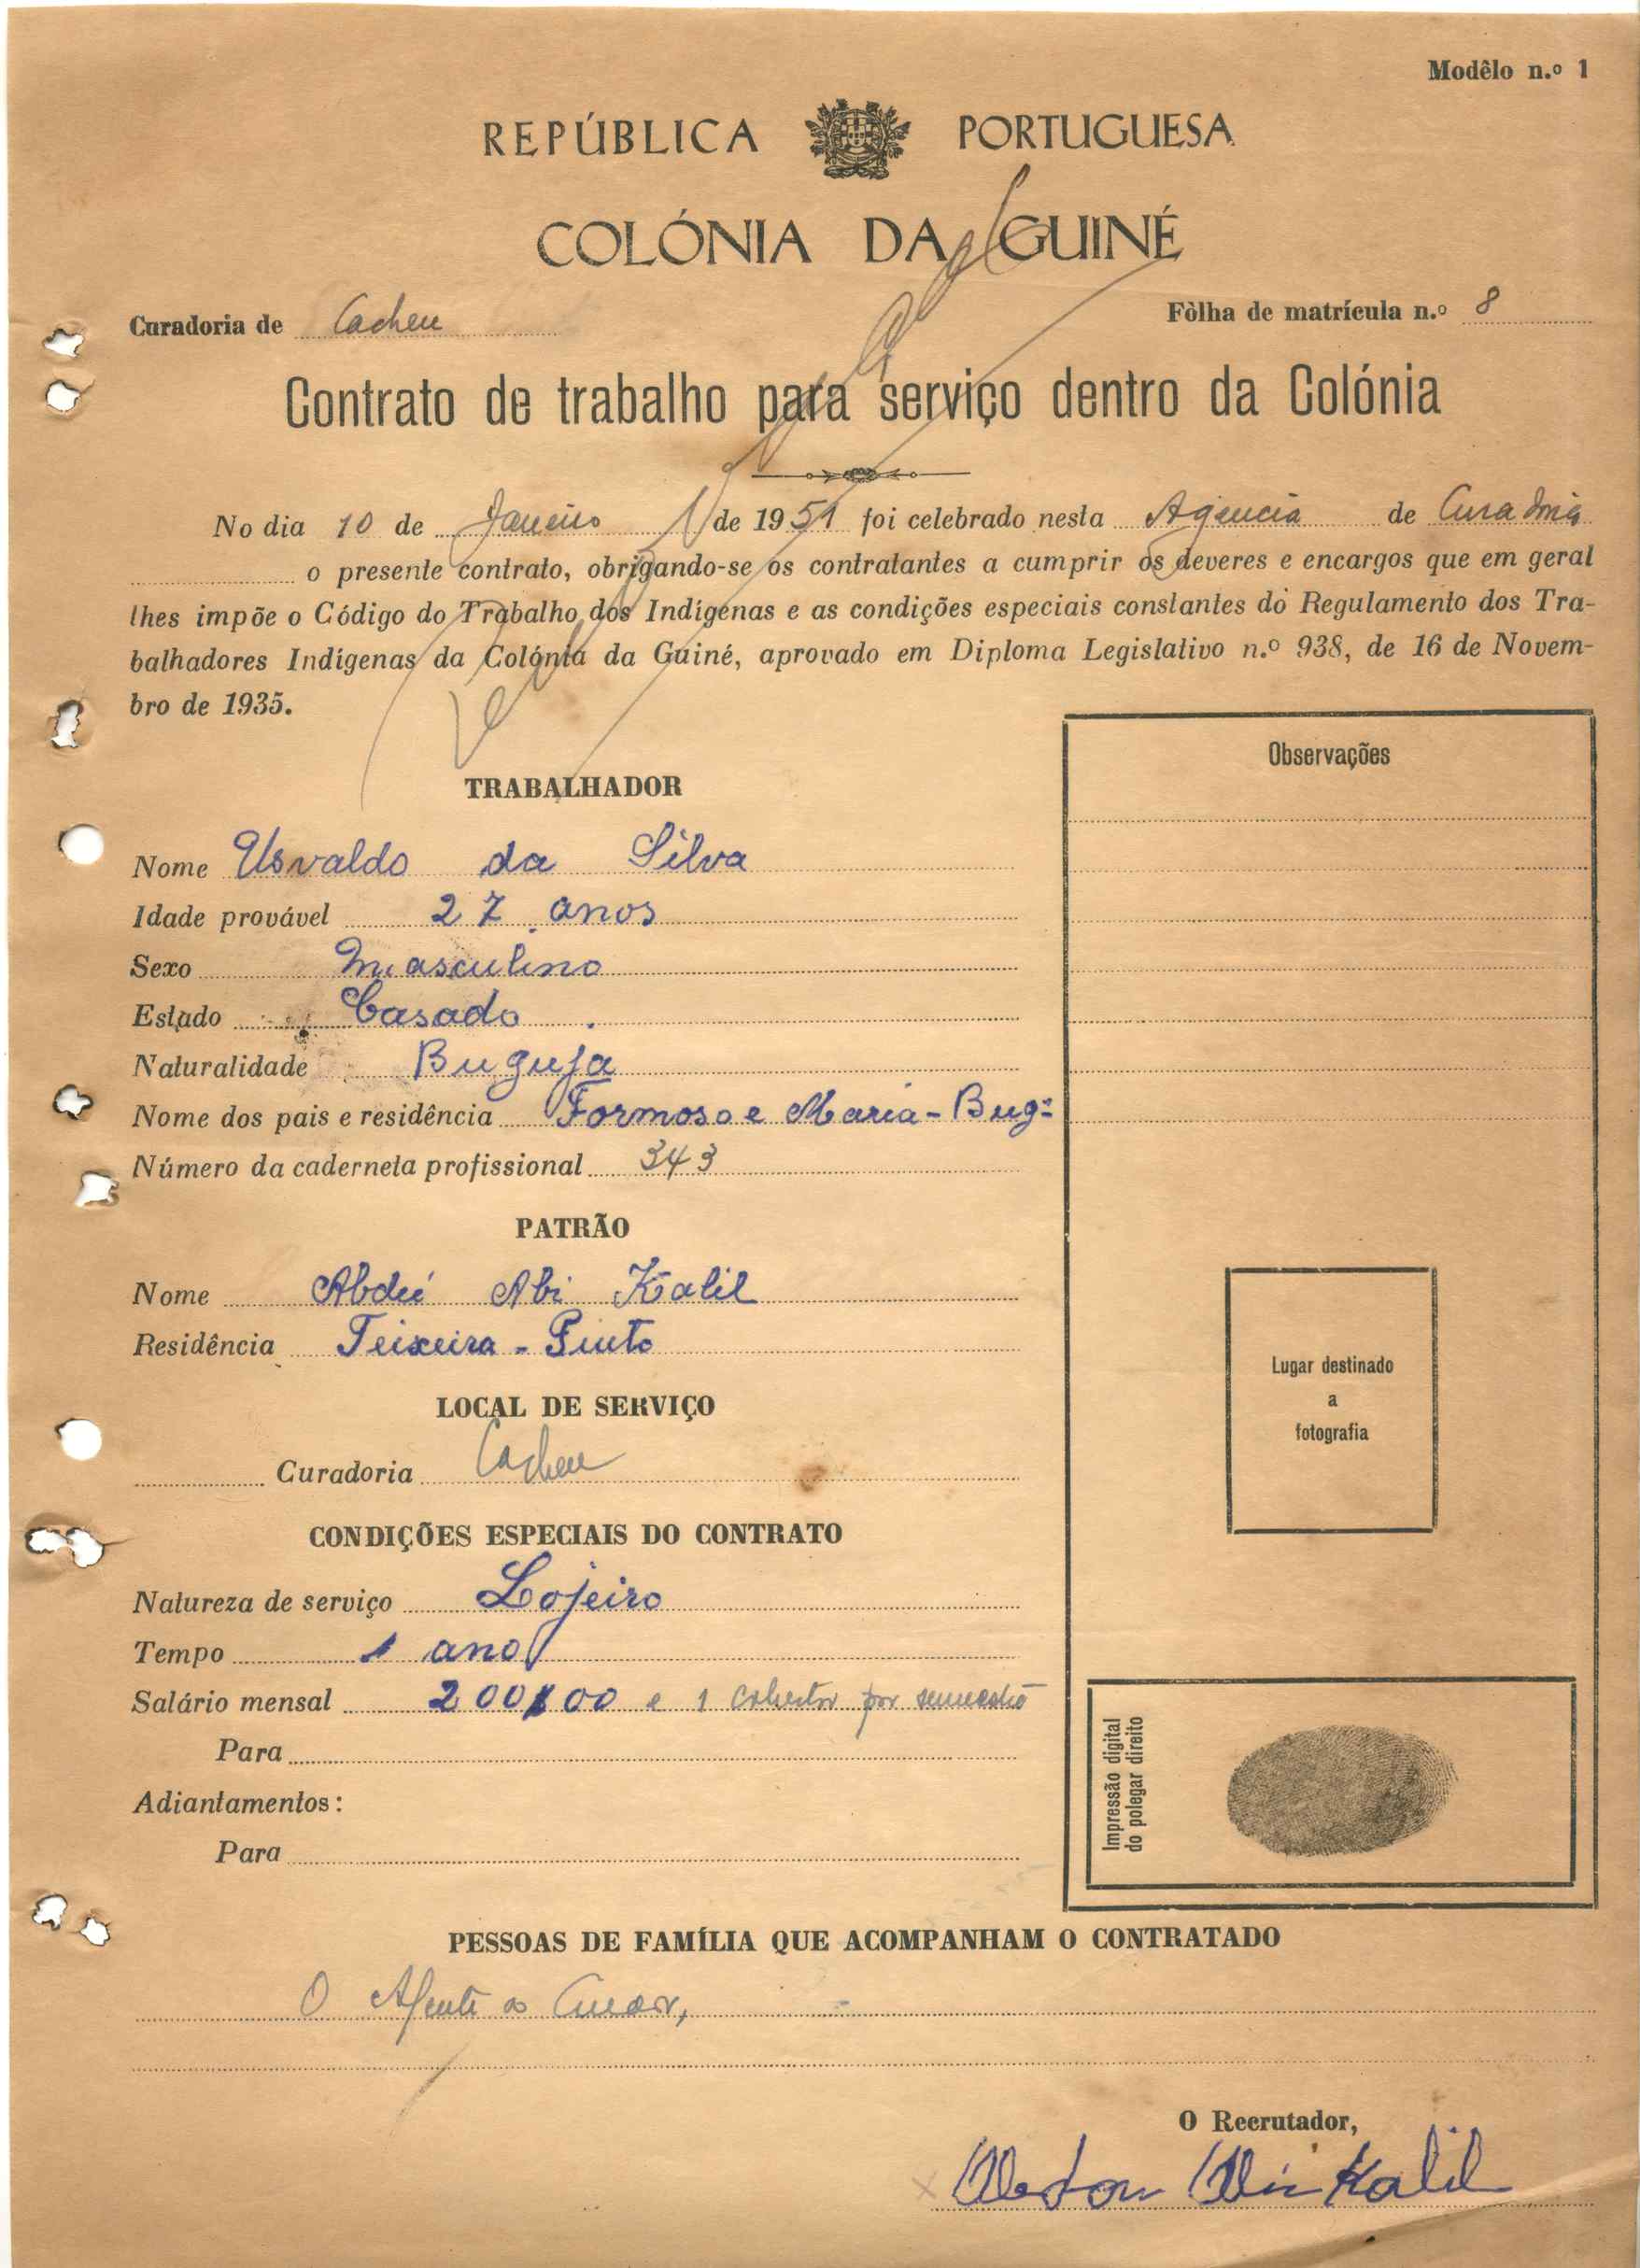 Modêlo n.º 1
REPÚBLICA PORTUGUESA
COLÓNIA DA GUINÉ
Curadoria de Cacheu Fòlha de matrícula n.º 8
Contrato de trabalho para serviço dentro da Colónia
No dia 10 de Janeiro de 1951 foi celebrado nesta Agencia de Curadoria
o presente contrato, obrigando-se os contratantes a cumprir os deveres e encargos que em geral
lhes impõe o Código do Trabalho dos Indígenas e as condições especiais constantes do Regulamento dos Tra-
balhadores Indígenas da Colónia da Guiné, aprovado em Diploma Legislativo n.º 938, de 16 de Novem-
bro de 1935.
Observações
TRABALHADOR
Nome Usvaldo da Silva
Idade provável 27 anos
Sexo Masculino
Estado Casado
Naturalidade Bugufa
Nome dos pais e residência Formoso e Maria - Bug:
Número da caderneta profissional 343
PATRÃO
Nome Abdú Abi Kalil
Residência Teixeira - Pinto
LOCAL DE SERVIÇO
Curadoria Cacheu
Lugar destinado
a
fotografia
CONDIÇÕES ESPECIAIS DO CONTRATO
Natureza de serviço Lojeiro
Tempo 1 ano
Salário mensal 200$00 e 1 cobertor por semestre
Para
Adiantamentos:
Para
Impressão digital
do polegar direito
PESSOAS DE FAMÍLIA QUE ACOMPANHAM O CONTRATADO
O Agente do Curador,
O Recrutador,
Kalil